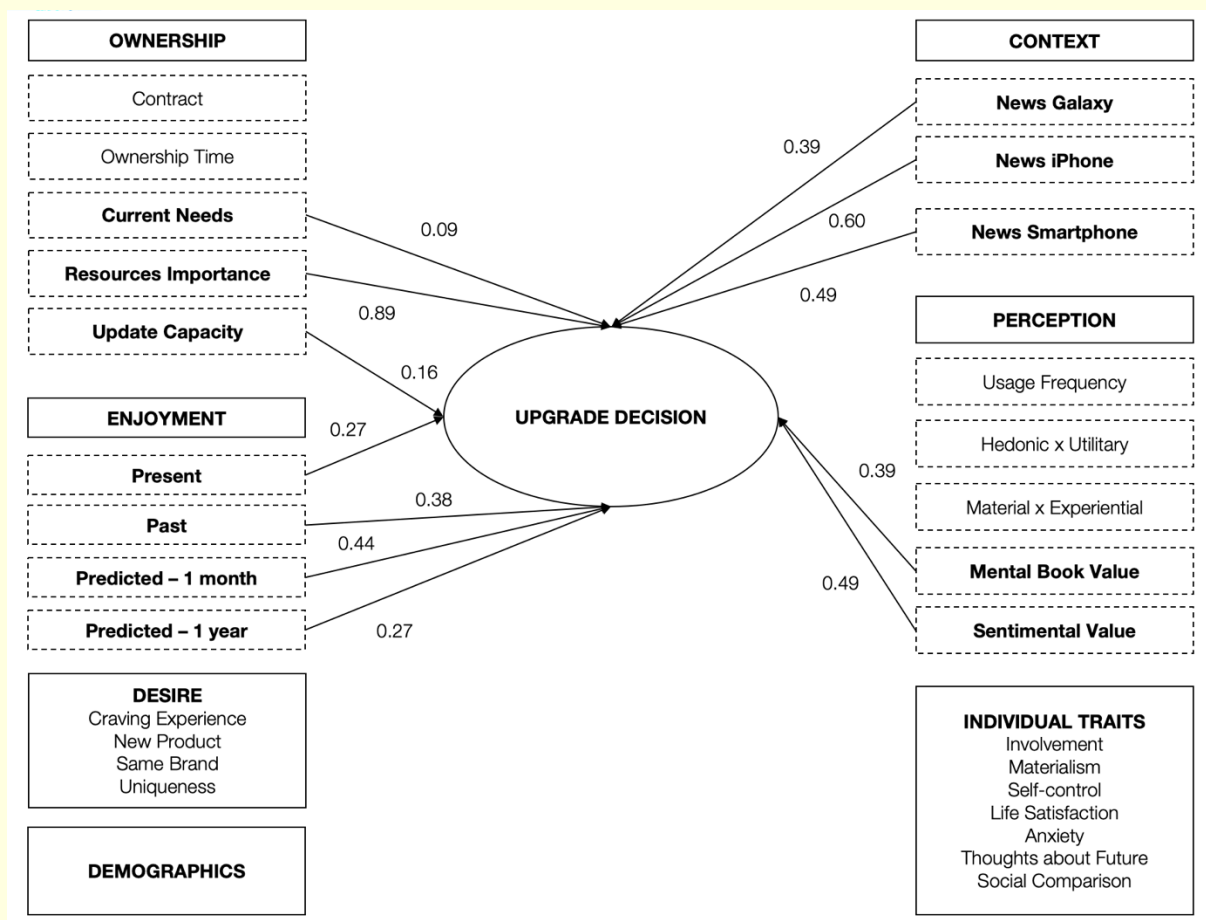 OWNERSHIP
Contract
Ownership Time
Current Needs
Resources Importance
Update Capacity
0.09
0.89
0.16
ENJOYMENT
Present
Past
Predicted – 1 month
Predicted – 1 year
0.27
0.38
0.44
0.27
DESIRE
Craving Experience
New Product
Same Brand
Uniqueness
DEMOGRAPHICS
UPGRADE DECISION
CONTEXT
News Galaxy
News iPhone
News Smartphone
0.39
0.60
0.49
PERCEPTION
Usage Frequency
Hedonic x Utilitary
Material x Experiential
Mental Book Value
Sentimental Value
0.39
0.49
INDIVIDUAL TRAITS
Involvement
Materialism
Self-control
Life Satisfaction
Anxiety
Thoughts about Future
Social Comparison